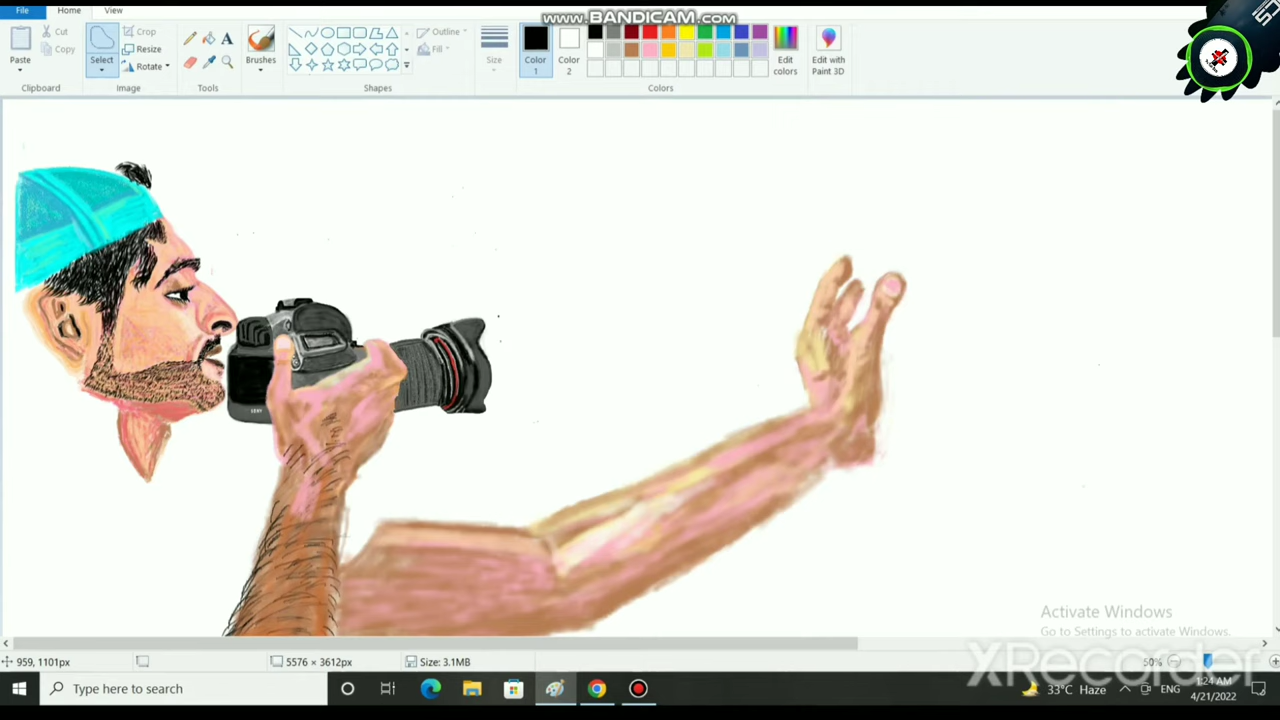 www.BANDICAM.com
File
Home
View
Cut
Copy
Paste
Clipboard
Select
Crop
Resize
Rotate
Image
Tools
Brushes
Shapes
Outline
Fill
Size
Color 1
Color 2
Edit colors
Colors
Edit with Paint 3D
Activate Windows
Go to Settings to activate Windows.
XRecorder
959, 1101px
5576 × 3612px
Size: 3.1MB
50%
Type here to search
33°C Haze
ENG
1:24 AM
4/21/2022